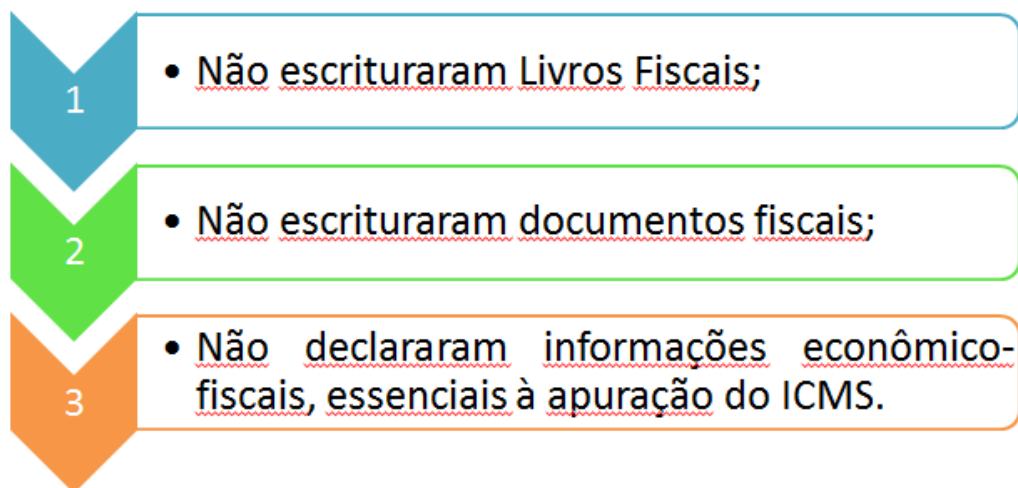 1
• Não escrituraram Livros Fiscais;
2
• Não escrituraram documentos fiscais;
3
• Não declararam informações econômico-
fiscais, essenciais à apuração do ICMS.